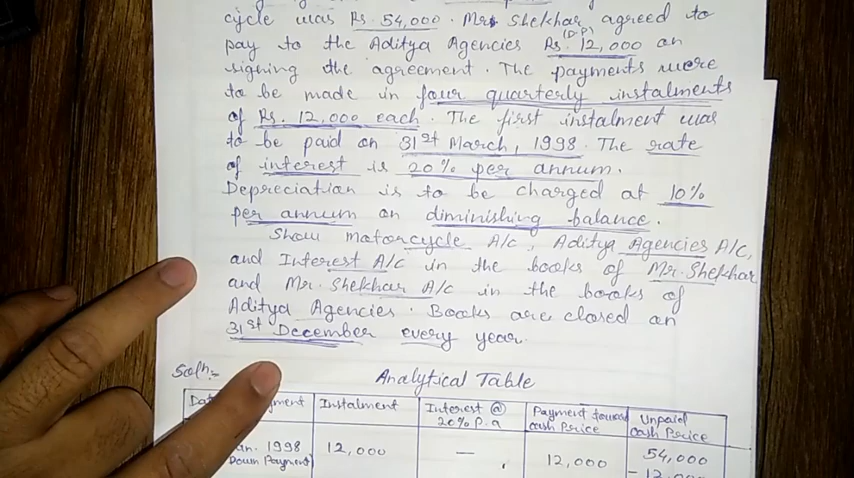 cycle was Rs. 54,000. Mr. Shekhar agreed to
(D.P)
pay to the Aditya Agencies Rs. 12,000 on
signing the agreement. The payments were
to be made in four quarterly instalments
of Rs. 12,000 each. The first instalment was
to be paid on 31st March, 1998. The rate
of interest is 20% per annum.
Depreciation is to be charged at 10%
per annum on diminishing balance.
Show motorcycle A/c, Aditya Agencies A/C,
and Interest A/C in the books of Mr. Shekhar
and Mr. Shekhar A/C in the books of
Aditya Agencies. Books are closed on
31st December every year.
Solh:-
Analytical Table
Instalment
Interest @
20% P.a
Payment toward
cash Price
Unpaid
cash Price
1998
Down Payment)
12,000
—
12,000
54,000